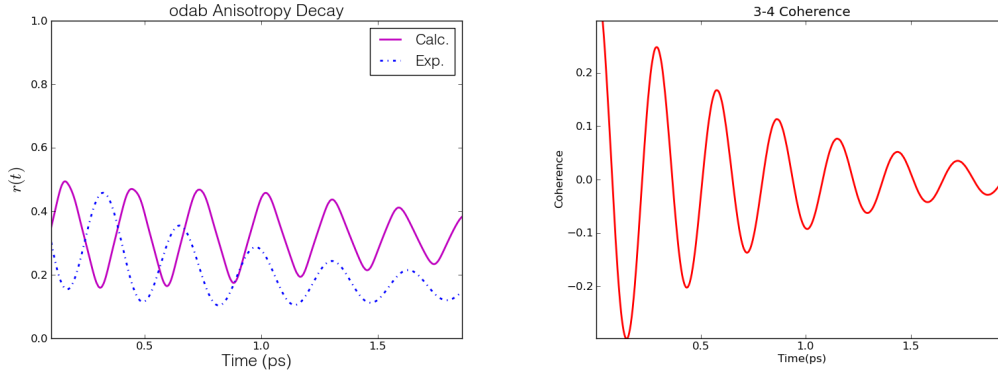 odab Anisotropy Decay
1.0
0.8
0.6
0.4
0.2
0.0
r(t)
Calc.
Exp.
0.5
1.0
1.5
Time (ps)
3-4 Coherence
0.2
0.1
0.0
−0.1
−0.2
Coherence
0.5
1.0
1.5
Time(ps)